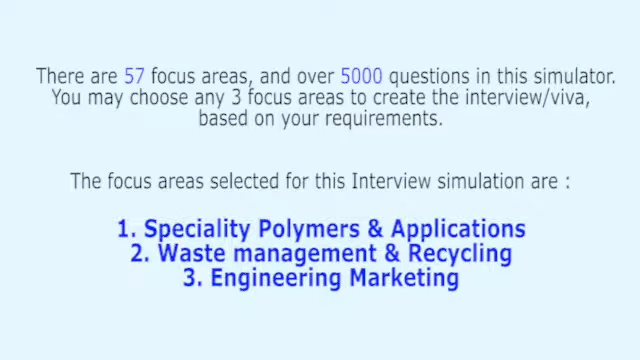 There are 57 focus areas, and over 5000 questions in this simulator.
You may choose any 3 focus areas to create the interview/viva,
based on your requirements.
The focus areas selected for this Interview simulation are :
1. Speciality Polymers & Applications
2. Waste management & Recycling
3. Engineering Marketing